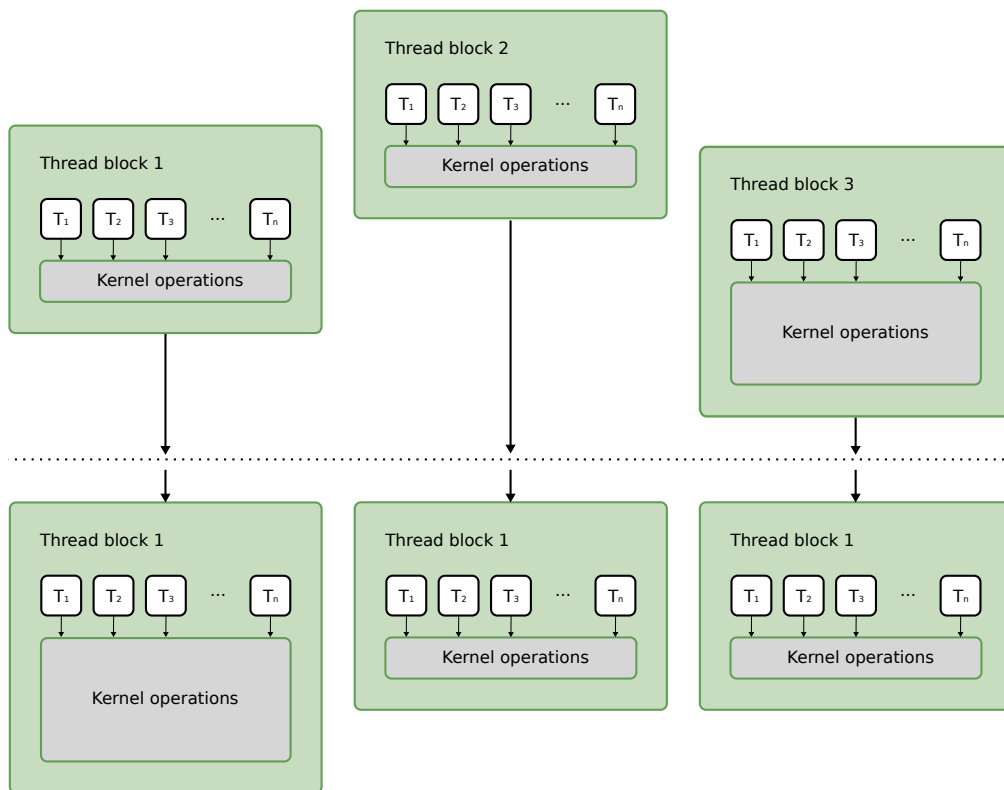 Thread block 1
T₁ T₂ T₃ ... Tₙ
Kernel operations
Thread block 2
T₁ T₂ T₃ ... Tₙ
Kernel operations
Thread block 3
T₁ T₂ T₃ ... Tₙ
Kernel operations
Thread block 1
T₁ T₂ T₃ ... Tₙ
Kernel operations
Thread block 1
T₁ T₂ T₃ ... Tₙ
Kernel operations
Thread block 1
T₁ T₂ T₃ ... Tₙ
Kernel operations